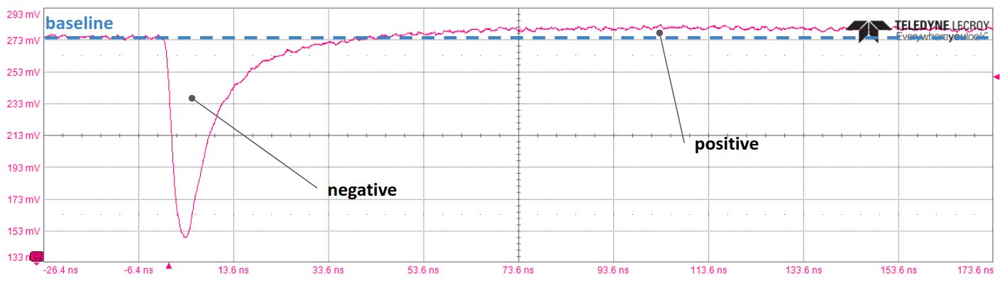 293 mV
baseline
TELEDYNE LECROY
Everywhereyoulook™
273 mV
253 mV
233 mV
213 mV
positive
193 mV
negative
173 mV
153 mV
133 m
C2
-26.4 ns -6.4 ns 13.6 ns 33.6 ns 53.6 ns 73.6 ns 93.6 ns 113.6 ns 133.6 ns 153.6 ns 173.6 ns